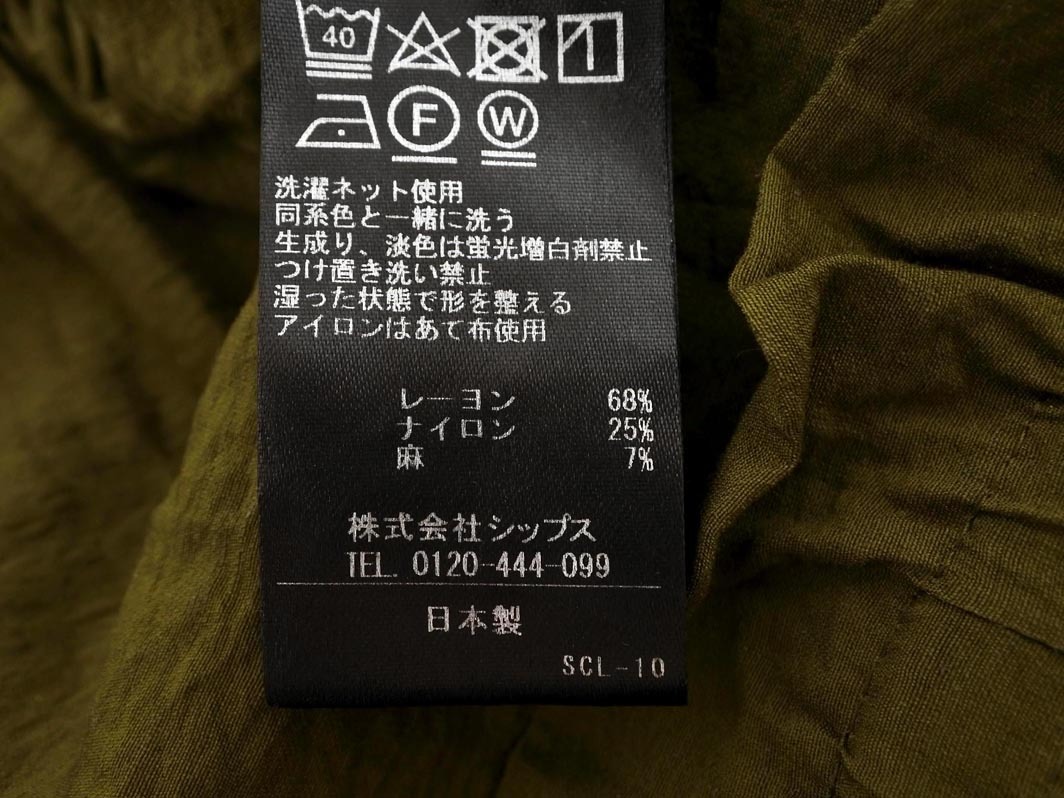 40
F W
洗濯ネット使用
同系色と一緒に洗う
生成り、淡色は蛍光増白剤禁止
つけ置き洗い禁止
湿った状態で形を整える
アイロンはあて布使用
レーヨン 68%
ナイロン 25%
麻 7%
株式会社シップス
TEL. 0120-444-099
日本製
SCL-10